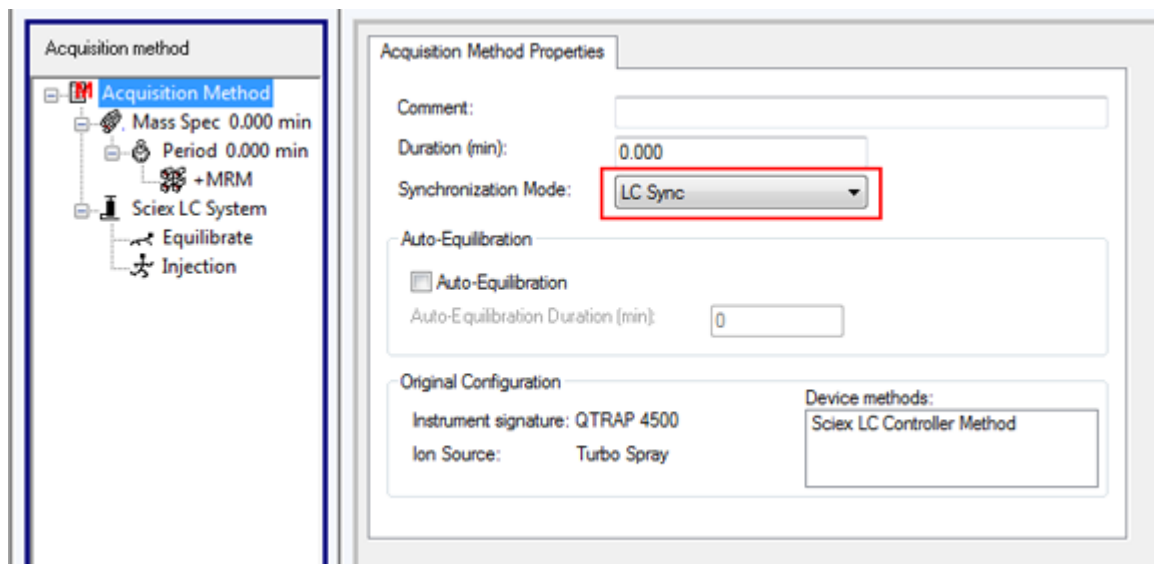 Acquisition method
Acquisition Method
Mass Spec 0.000 min
Period 0.000 min
+MRM
Sciex LC System
Equilibrate
Injection
Acquisition Method Properties
Comment:
Duration (min): 0.000
Synchronization Mode: LC Sync
Auto-Equilibration
Auto-Equilibration
Auto-Equilibration Duration (min): 0
Original Configuration
Instrument signature: QTRAP 4500
Ion Source: Turbo Spray
Device methods:
Sciex LC Controller Method